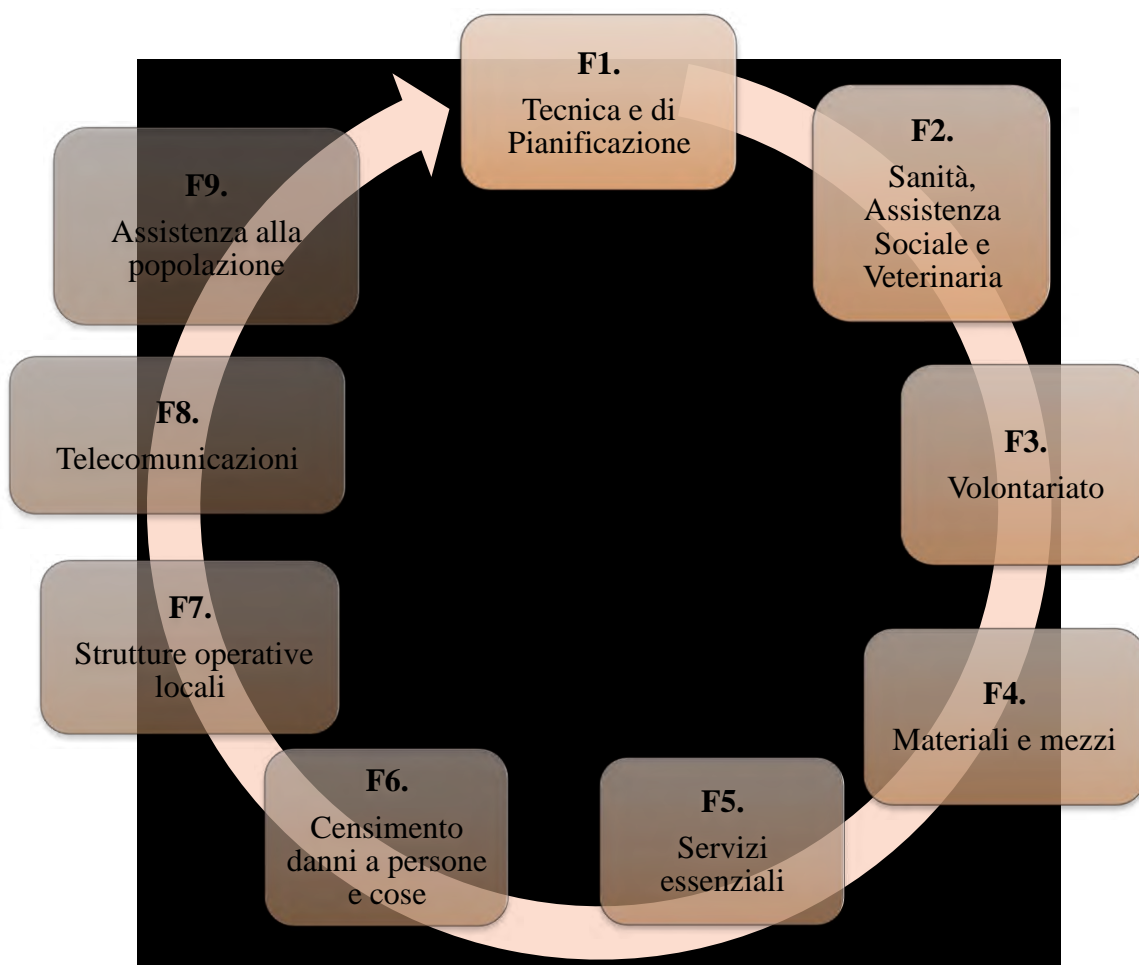 F1.
Tecnica e di
Pianificazione
F2.
Sanità,
Assistenza
Sociale e
Veterinaria
F3.
Volontariato
F4.
Materiali e mezzi
F5.
Servizi
essenziali
F6.
Censimento
danni a persone
e cose
F7.
Strutture operative
locali
F8.
Telecomunicazioni
F9.
Assistenza alla
popolazione